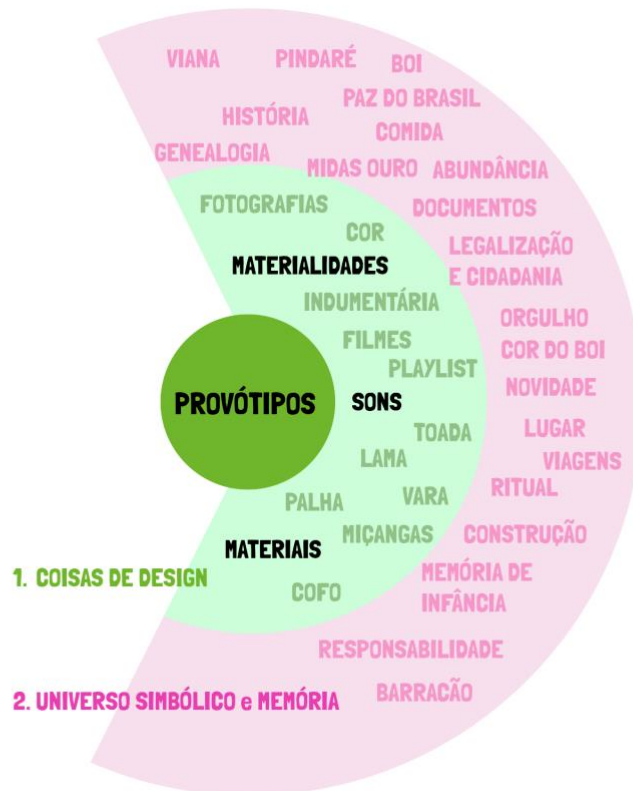 VIANA
PINDARÉ
BOI
PAZ DO BRASIL
HISTÓRIA
COMIDA
GENEALOGIA
MIDAS OURO
ABUNDÂNCIA
FOTOGRAFIAS
DOCUMENTOS
COR
LEGALIZAÇÃO
E CIDADANIA
MATERIALIDADES
INDUMENTÁRIA
ORGULHO
FILMES
COR DO BOI
PLAYLIST
NOVIDADE
PROVÓTIPOS
SONS
TOADA
LUGAR
LAMA
VIAGENS
RITUAL
PALHA
VARA
MIÇANGAS
CONSTRUÇÃO
MATERIAIS
1. COISAS DE DESIGN
COFO
MEMÓRIA DE
INFÂNCIA
RESPONSABILIDADE
2. UNIVERSO SIMBÓLICO e MEMÓRIA
BARRACÃO